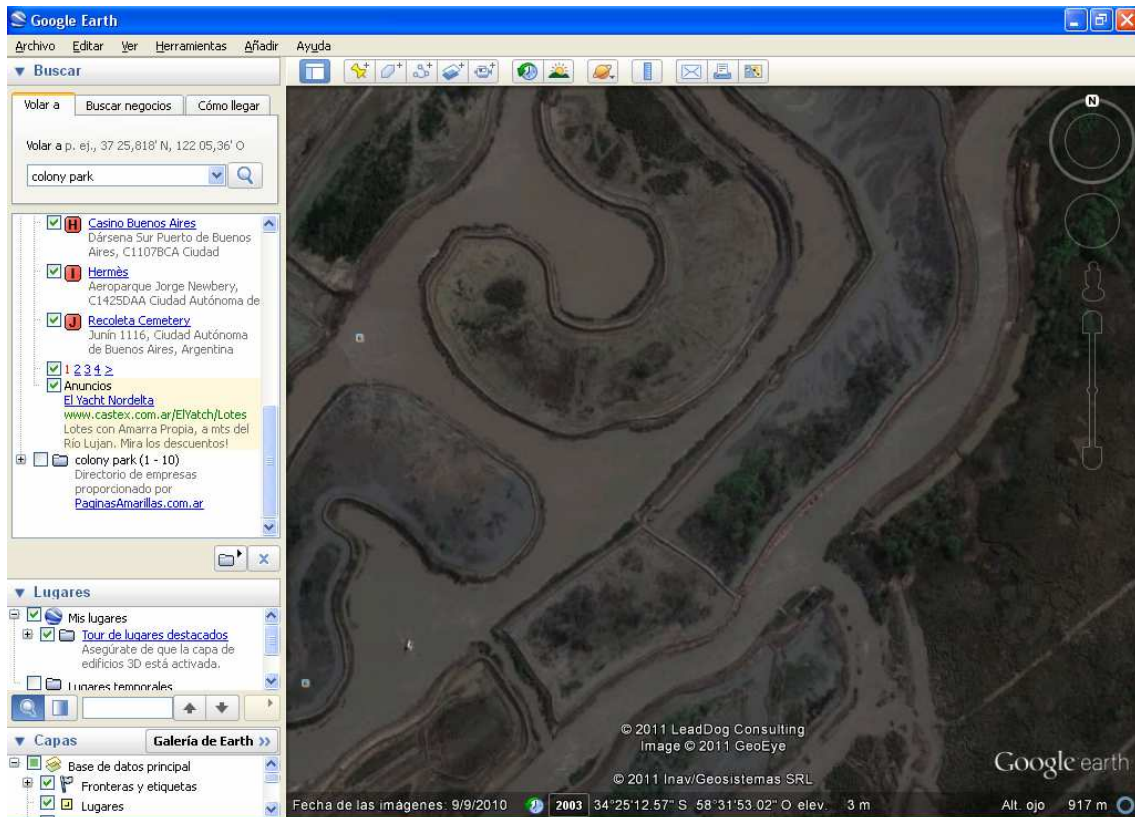 Google Earth
Archivo Editar Ver Herramientas Añadir Ayuda
Buscar
Volar a Buscar negocios Cómo llegar
Volar a p. ej., 37 25,818' N, 122 05,36' O
colony park
H Casino Buenos Aires
Dársena Sur Puerto de Buenos
Aires, C1107BCA Ciudad
I Hermès
Aeroparque Jorge Newbery,
C1425DAA Ciudad Autónoma de
J Recoleta Cemetery
Junín 1116, Ciudad Autónoma
de Buenos Aires, Argentina
1 2 3 4 >
Anuncios
El Yacht Nordelta
www.castex.com.ar/ElYatch/Lotes
Lotes con Amarra Propia, a mts del
Río Lujan. Mira los descuentos!
colony park (1 - 10)
Directorio de empresas
proporcionado por
PaginasAmarillas.com.ar
Lugares
Mis lugares
Tour de lugares destacados
Asegúrate de que la capa de
edificios 3D está activada.
Lugares temporales
Capas Galería de Earth >>
Base de datos principal
Fronteras y etiquetas
Lugares
N
© 2011 LeadDog Consulting
Image © 2011 GeoEye
© 2011 Inav/Geosistemas SRL
Google earth
Fecha de las imágenes: 9/9/2010 2003 34°25'12.57" S 58°31'53.02" O elev. 3 m Alt. ojo 917 m